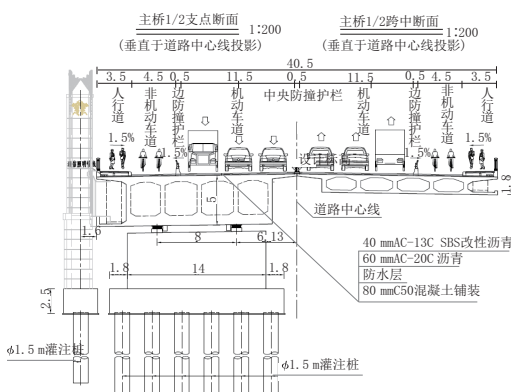 主桥1/2支点断面 1:200
(垂直于道路中心线投影)
主桥1/2跨中断面 1:200
(垂直于道路中心线投影)
40.5
3.5 4.5 0.5 11.5 0.5 11.5 0.5 4.5 3.5
人行道
非机动车道
边防撞护栏
机动车道
中央防撞护栏
机动车道
边防撞护栏
非机动车道
人行道
1.5% 1.5% 1.5% 1.5%
设计标高
1.8
5
道路中心线
1.6
8 6.13
40 mmAC-13C SBS改性沥青
60 mmAC-20C 沥青
防水层
80 mmC50混凝土铺装
1.8 14 1.8
2.5
φ1.5 m灌注桩
φ1.5 m灌注桩